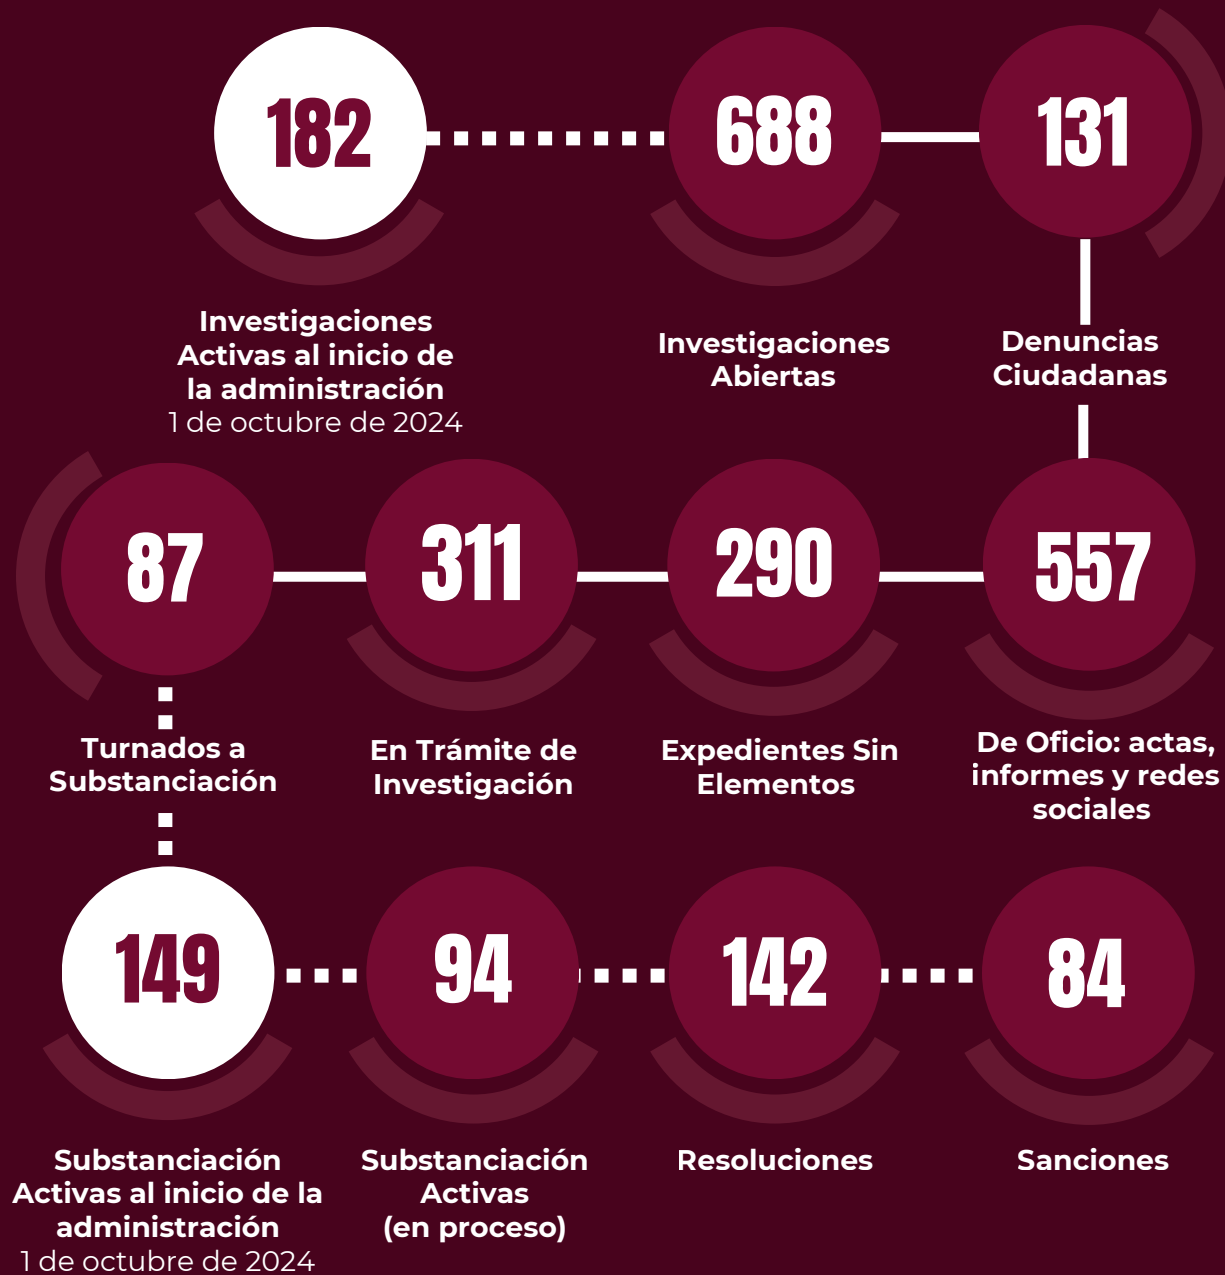 182
688
131
Investigaciones
Activas al inicio de
la administración
1 de octubre de 2024
Investigaciones
Abiertas
Denuncias
Ciudadanas
87
311
290
557
Turnados a
Substanciación
En Trámite de
Investigación
Expedientes Sin
Elementos
De Oficio: actas,
informes y redes
sociales
149
94
142
84
Substanciación
Activas al inicio de la
administración
1 de octubre de 2024
Substanciación
Activas
(en proceso)
Resoluciones
Sanciones